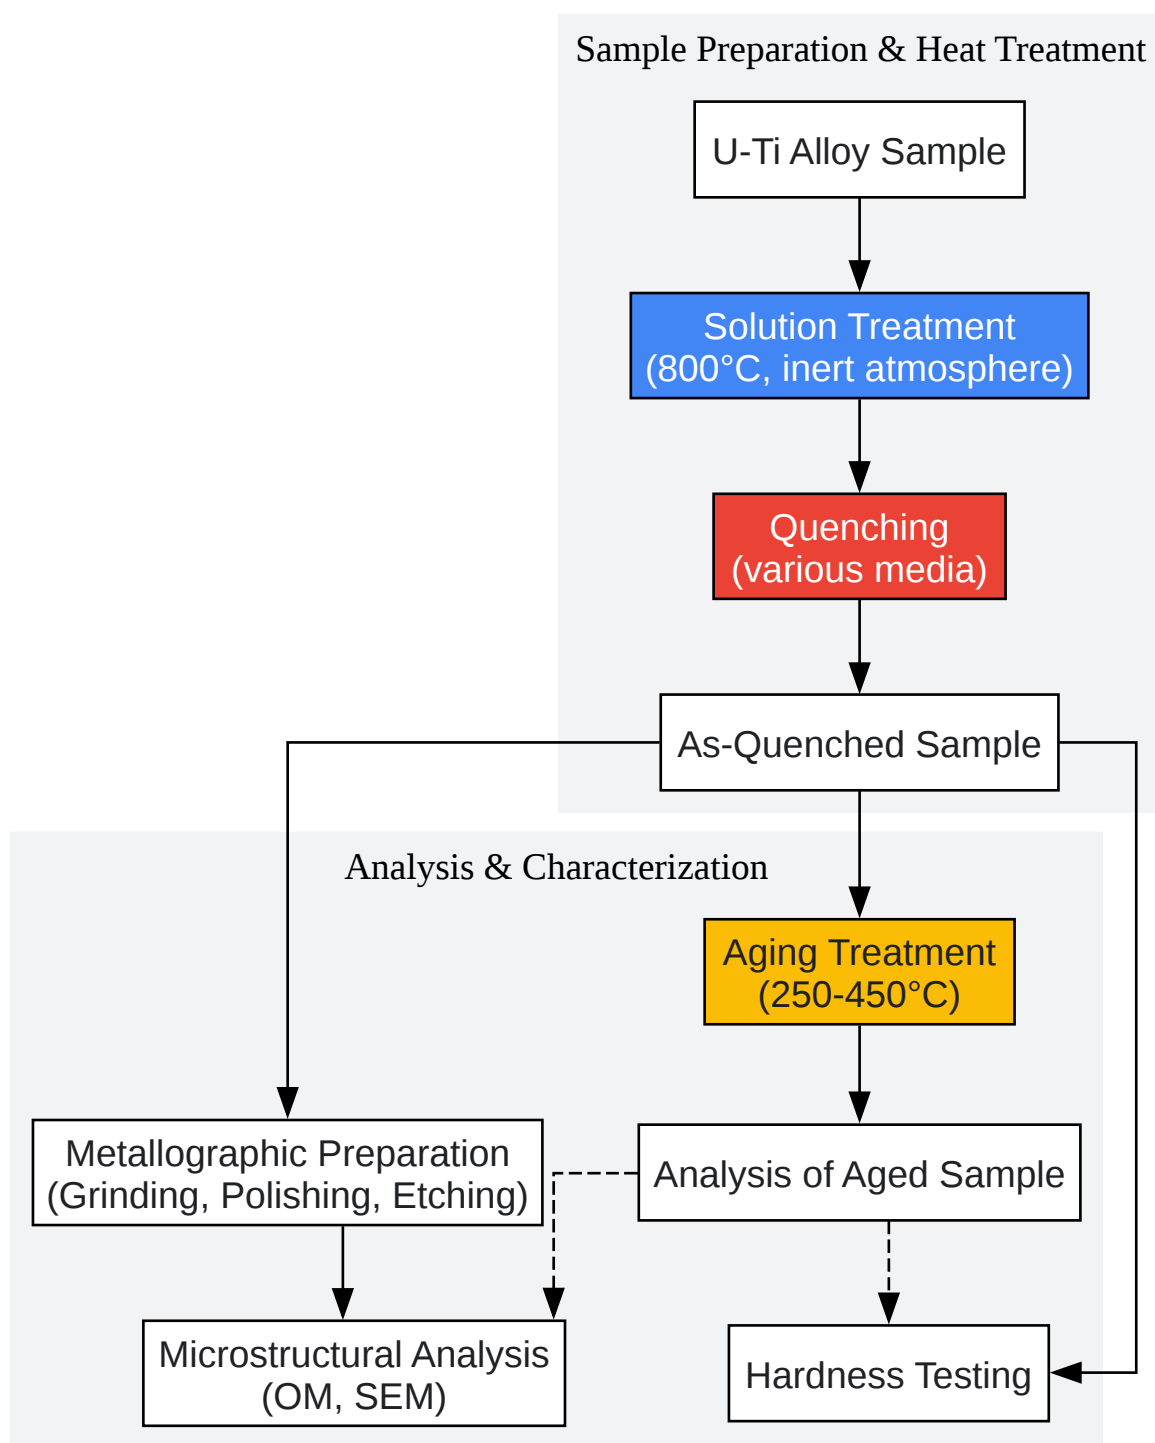 Sample Preparation & Heat Treatment
U-Ti Alloy Sample
Solution Treatment
(800°C, inert atmosphere)
Quenching
(various media)
As-Quenched Sample
Analysis & Characterization
Aging Treatment
(250-450°C)
Metallographic Preparation
(Grinding, Polishing, Etching)
Analysis of Aged Sample
Microstructural Analysis
(OM, SEM)
Hardness Testing